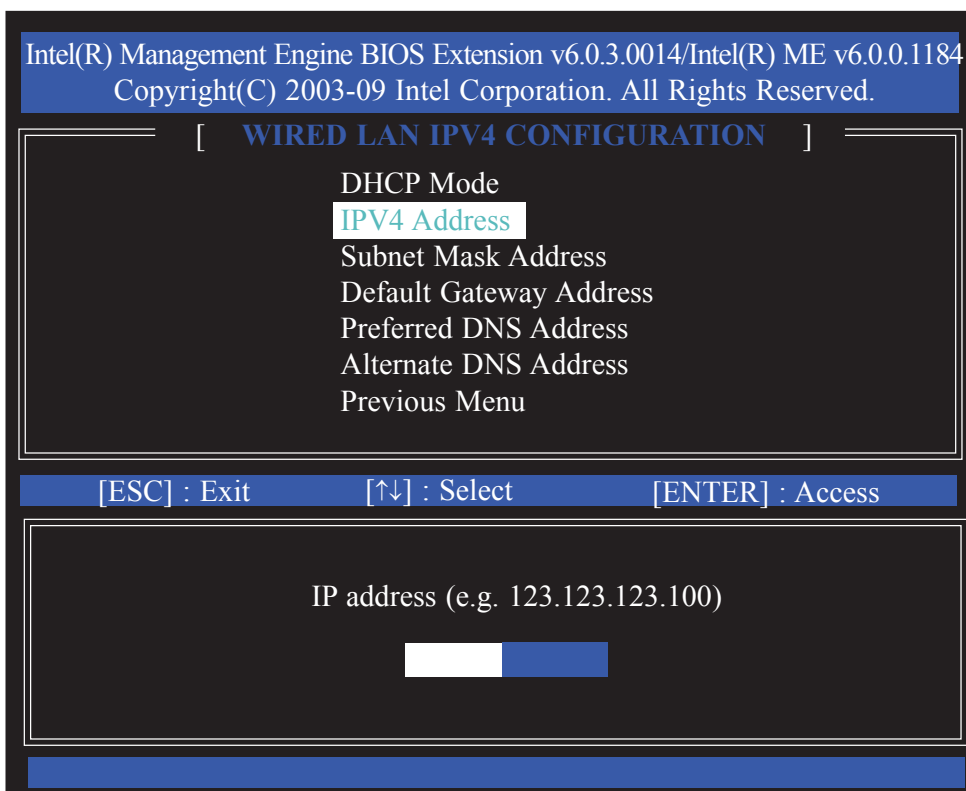 Intel(R) Management Engine BIOS Extension v6.0.3.0014/Intel(R) ME v6.0.0.1184
Copyright(C) 2003-09 Intel Corporation. All Rights Reserved.
[ WIRED LAN IPV4 CONFIGURATION ]
DHCP Mode
IPV4 Address
Subnet Mask Address
Default Gateway Address
Preferred DNS Address
Alternate DNS Address
Previous Menu
[ESC] : Exit [↑↓] : Select [ENTER] : Access
IP address (e.g. 123.123.123.100)